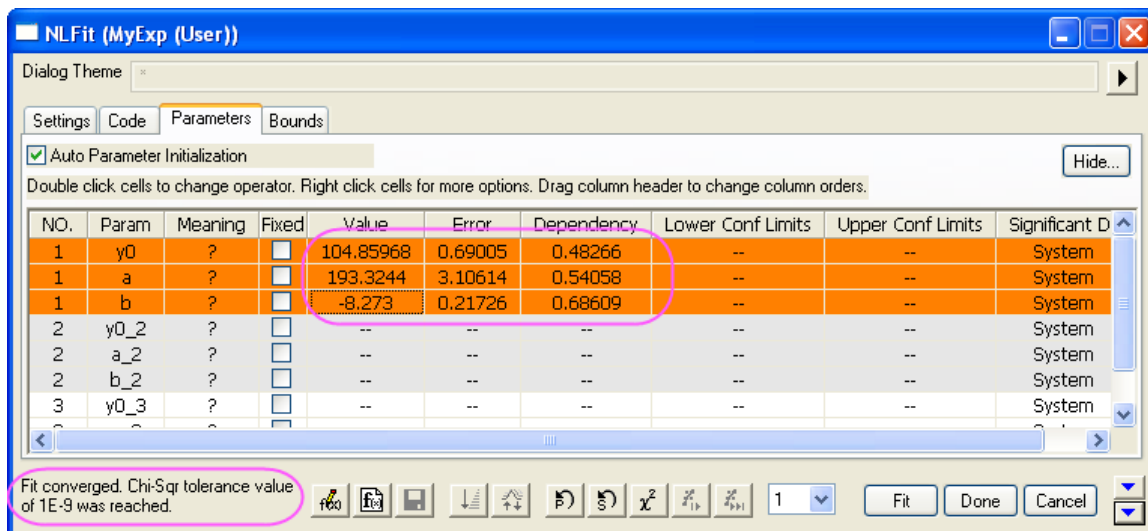 NLFit (MyExp (User))
Dialog Theme *
Settings Code Parameters Bounds
Auto Parameter Initialization Hide...
Double click cells to change operator. Right click cells for more options. Drag column header to change column orders.
NO. Param Meaning Fixed Value Error Dependency Lower Conf Limits Upper Conf Limits Significant D
1 y0 ? 104.85968 0.69005 0.48266 -- -- System
1 a ? 193.3244 3.10614 0.54058 -- -- System
1 b ? -8.273 0.21726 0.68609 -- -- System
2 y0_2 ? -- -- -- -- -- System
2 a_2 ? -- -- -- -- -- System
2 b_2 ? -- -- -- -- -- System
3 y0_3 ? -- -- -- -- -- System
Fit converged. Chi-Sqr tolerance value
of 1E-9 was reached.
χ² 1 Fit Done Cancel